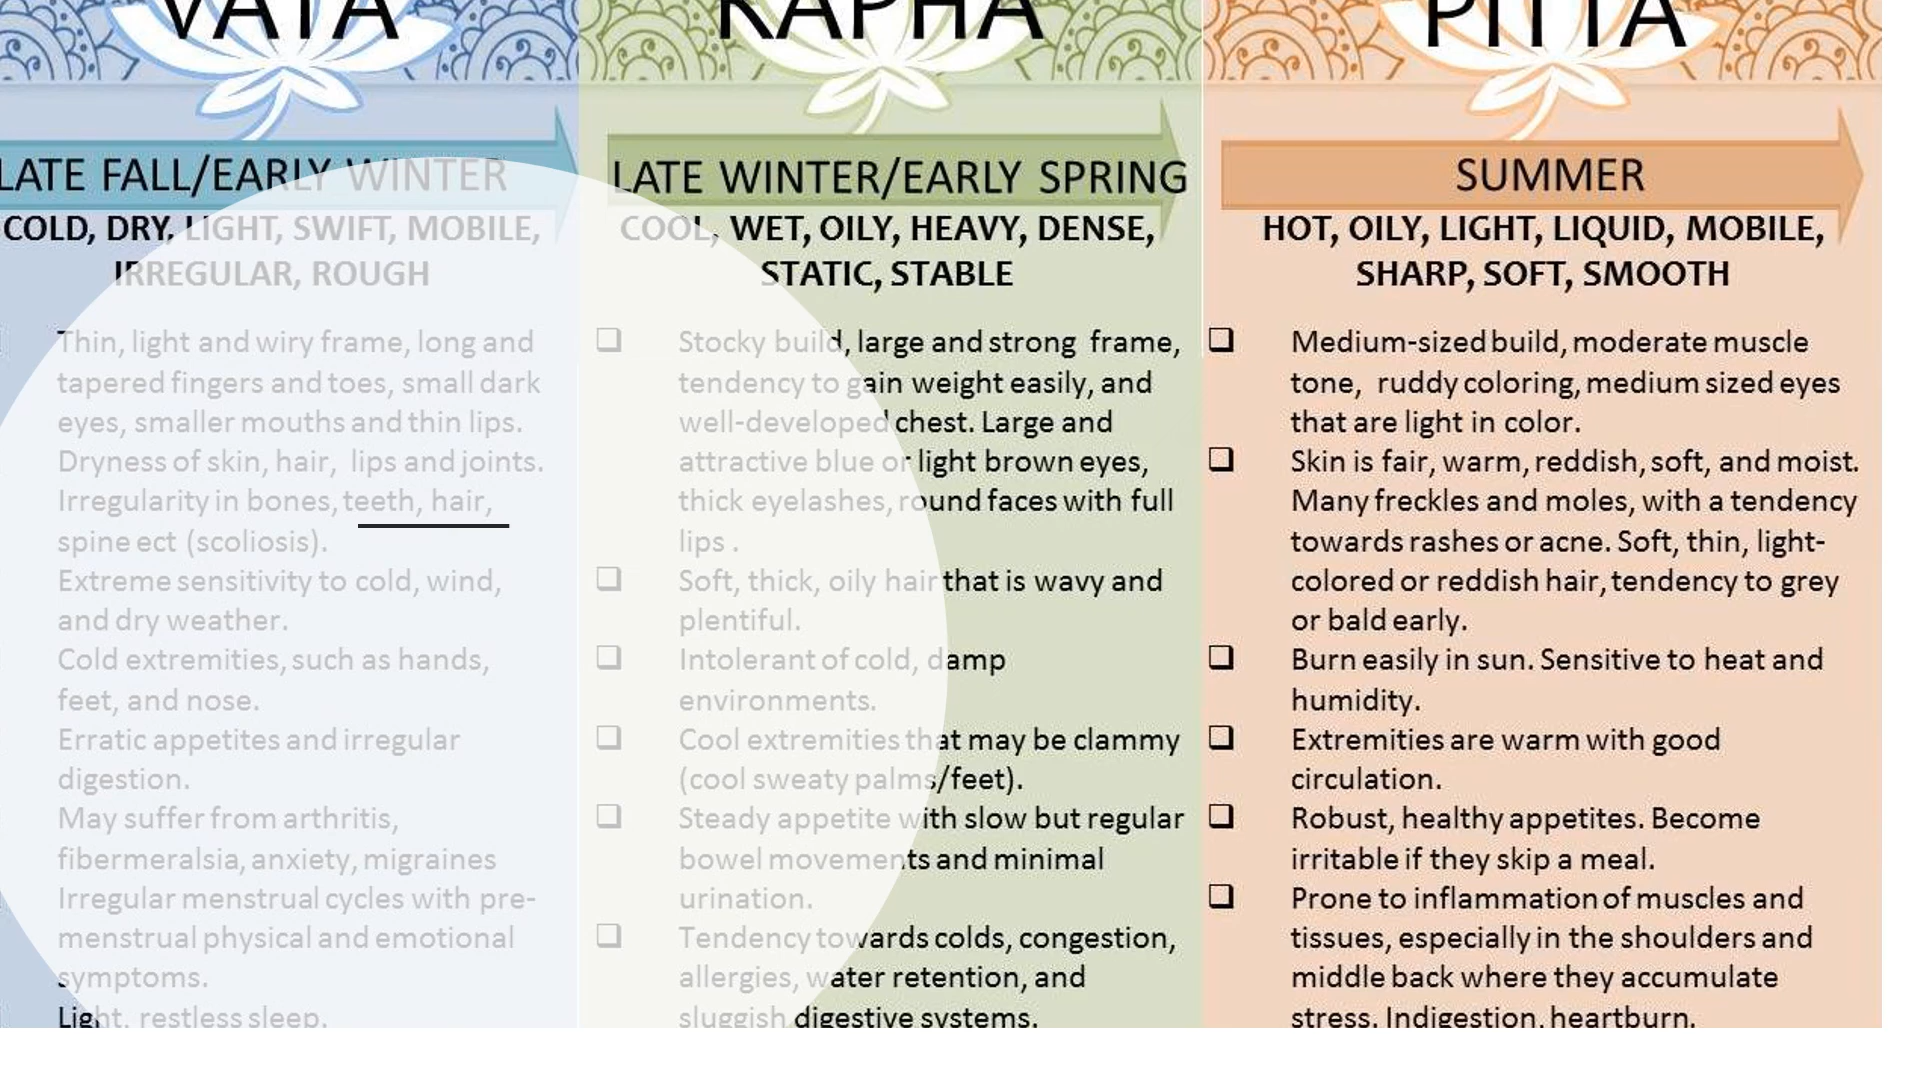 VATA
LATE FALL/EARLY WINTER
COLD, DRY, LIGHT, SWIFT, MOBILE,
IRREGULAR, ROUGH
Thin, light and wiry frame, long and
tapered fingers and toes, small dark
eyes, smaller mouths and thin lips.
Dryness of skin, hair, lips and joints.
Irregularity in bones, teeth, hair,
spine ect (scoliosis).
Extreme sensitivity to cold, wind,
and dry weather.
Cold extremities, such as hands,
feet, and nose.
Erratic appetites and irregular
digestion.
May suffer from arthritis,
fibermeralsia, anxiety, migraines
Irregular menstrual cycles with pre-
menstrual physical and emotional
symptoms.
Light, restless sleep.
KAPHA
LATE WINTER/EARLY SPRING
COOL, WET, OILY, HEAVY, DENSE,
STATIC, STABLE
Stocky build, large and strong frame,
tendency to gain weight easily, and
well-developed chest. Large and
attractive blue or light brown eyes,
thick eyelashes, round faces with full
lips .
Soft, thick, oily hair that is wavy and
plentiful.
Intolerant of cold, damp
environments.
Cool extremities that may be clammy
(cool sweaty palms/feet).
Steady appetite with slow but regular
bowel movements and minimal
urination.
Tendency towards colds, congestion,
allergies, water retention, and
sluggish digestive systems.
PITTA
SUMMER
HOT, OILY, LIGHT, LIQUID, MOBILE,
SHARP, SOFT, SMOOTH
Medium-sized build, moderate muscle
tone, ruddy coloring, medium sized eyes
that are light in color.
Skin is fair, warm, reddish, soft, and moist.
Many freckles and moles, with a tendency
towards rashes or acne. Soft, thin, light-
colored or reddish hair, tendency to grey
or bald early.
Burn easily in sun. Sensitive to heat and
humidity.
Extremities are warm with good
circulation.
Robust, healthy appetites. Become
irritable if they skip a meal.
Prone to inflammation of muscles and
tissues, especially in the shoulders and
middle back where they accumulate
stress. Indigestion, heartburn.